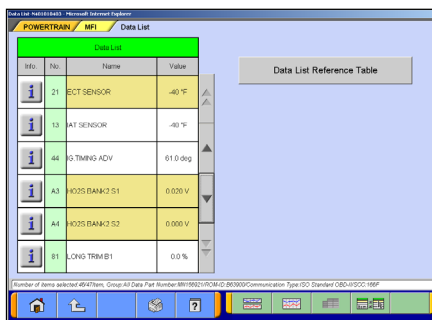 Data List M401018403 - Microsoft Internet Explorer
POWERTRAIN MFI Data List
Data List
Info. No. Name Value
21 ECT SENSOR -40 °F
13 IAT SENSOR -40 °F
44 IG.TIMING ADV 61.0 deg
A3 HO2S BANK2 S1 0.020 V
A4 HO2S BANK2 S2 0.000 V
81 LONG TRIM B1 0.0 %
Data List Reference Table
Number of items selected:46/47Item, Group:All Data Part Number:MN156921/ROM-ID:B60900/Communication Type:ISO Standard OBD-II/SCC:166F